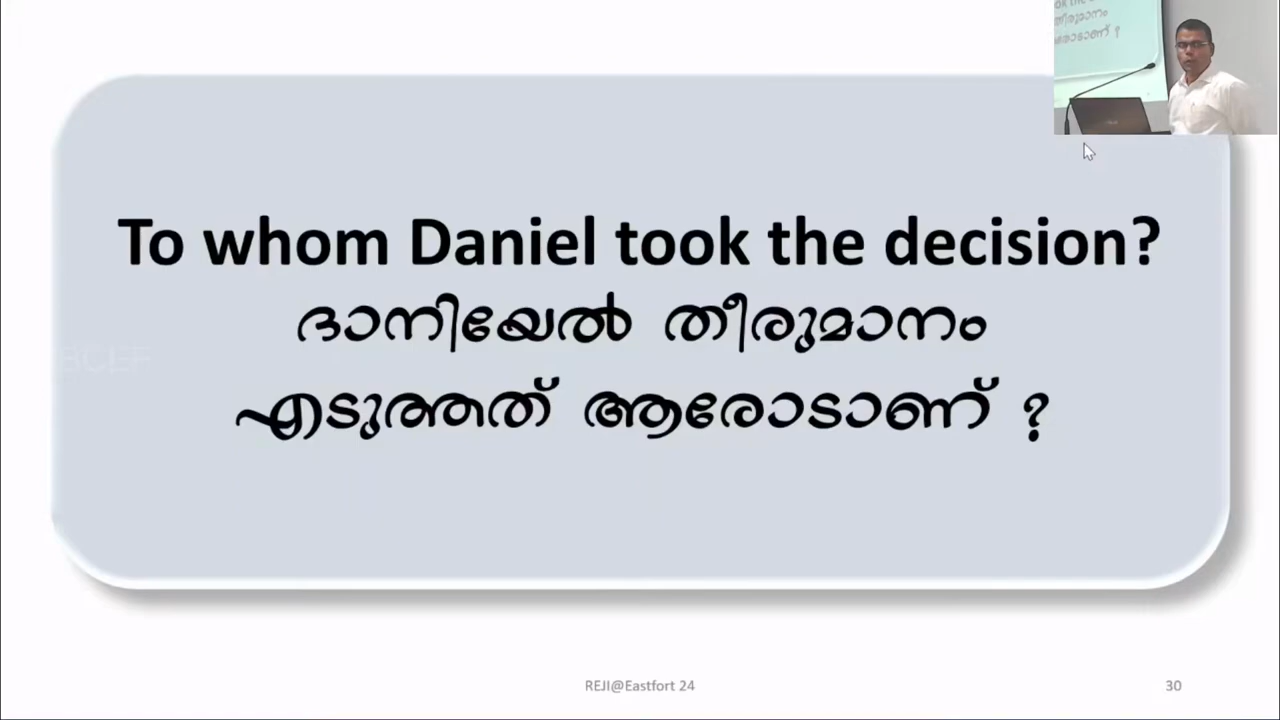 To whom Daniel took the decision?
ദാനിയേൽ തീരുമാനം
എടുത്തത് ആരോടാണ് ?
REJI@Eastfort 24
30